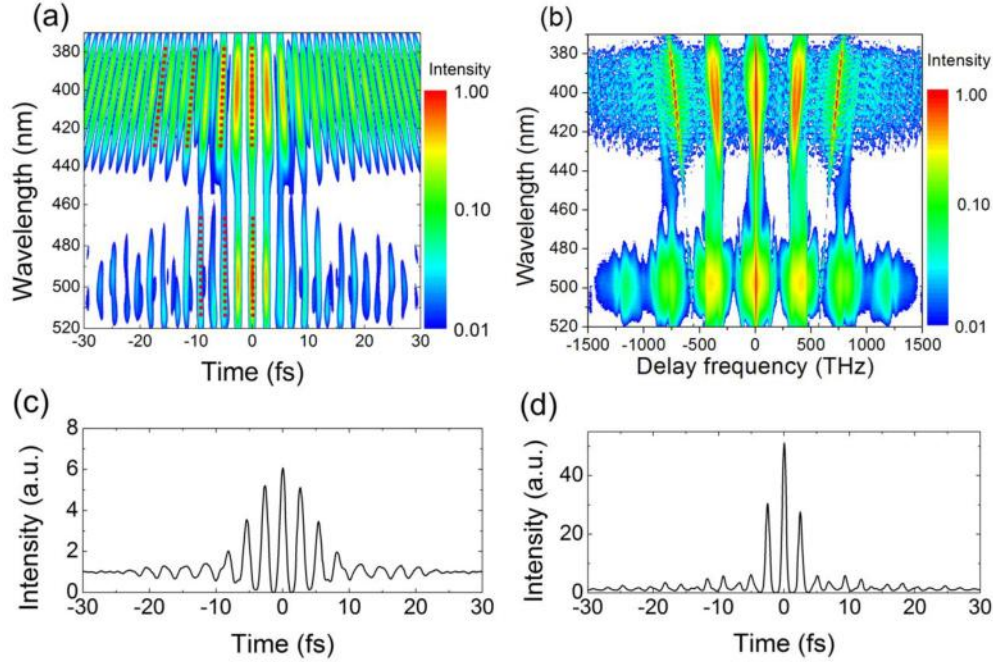 (a)
Wavelength (nm)
380
400
420
440
460
480
500
520
-30 -20 -10 0 10 20 30
Time (fs)
Intensity
1.00
0.10
0.01
(b)
Wavelength (nm)
380
400
420
440
460
480
500
520
-1500 -1000 -500 0 500 1000 1500
Delay frequency (THz)
Intensity
1.00
0.10
0.01
(c)
Intensity (a.u.)
8
6
4
2
0
-30 -20 -10 0 10 20 30
Time (fs)
(d)
Intensity (a.u.)
40
20
0
-30 -20 -10 0 10 20 30
Time (fs)